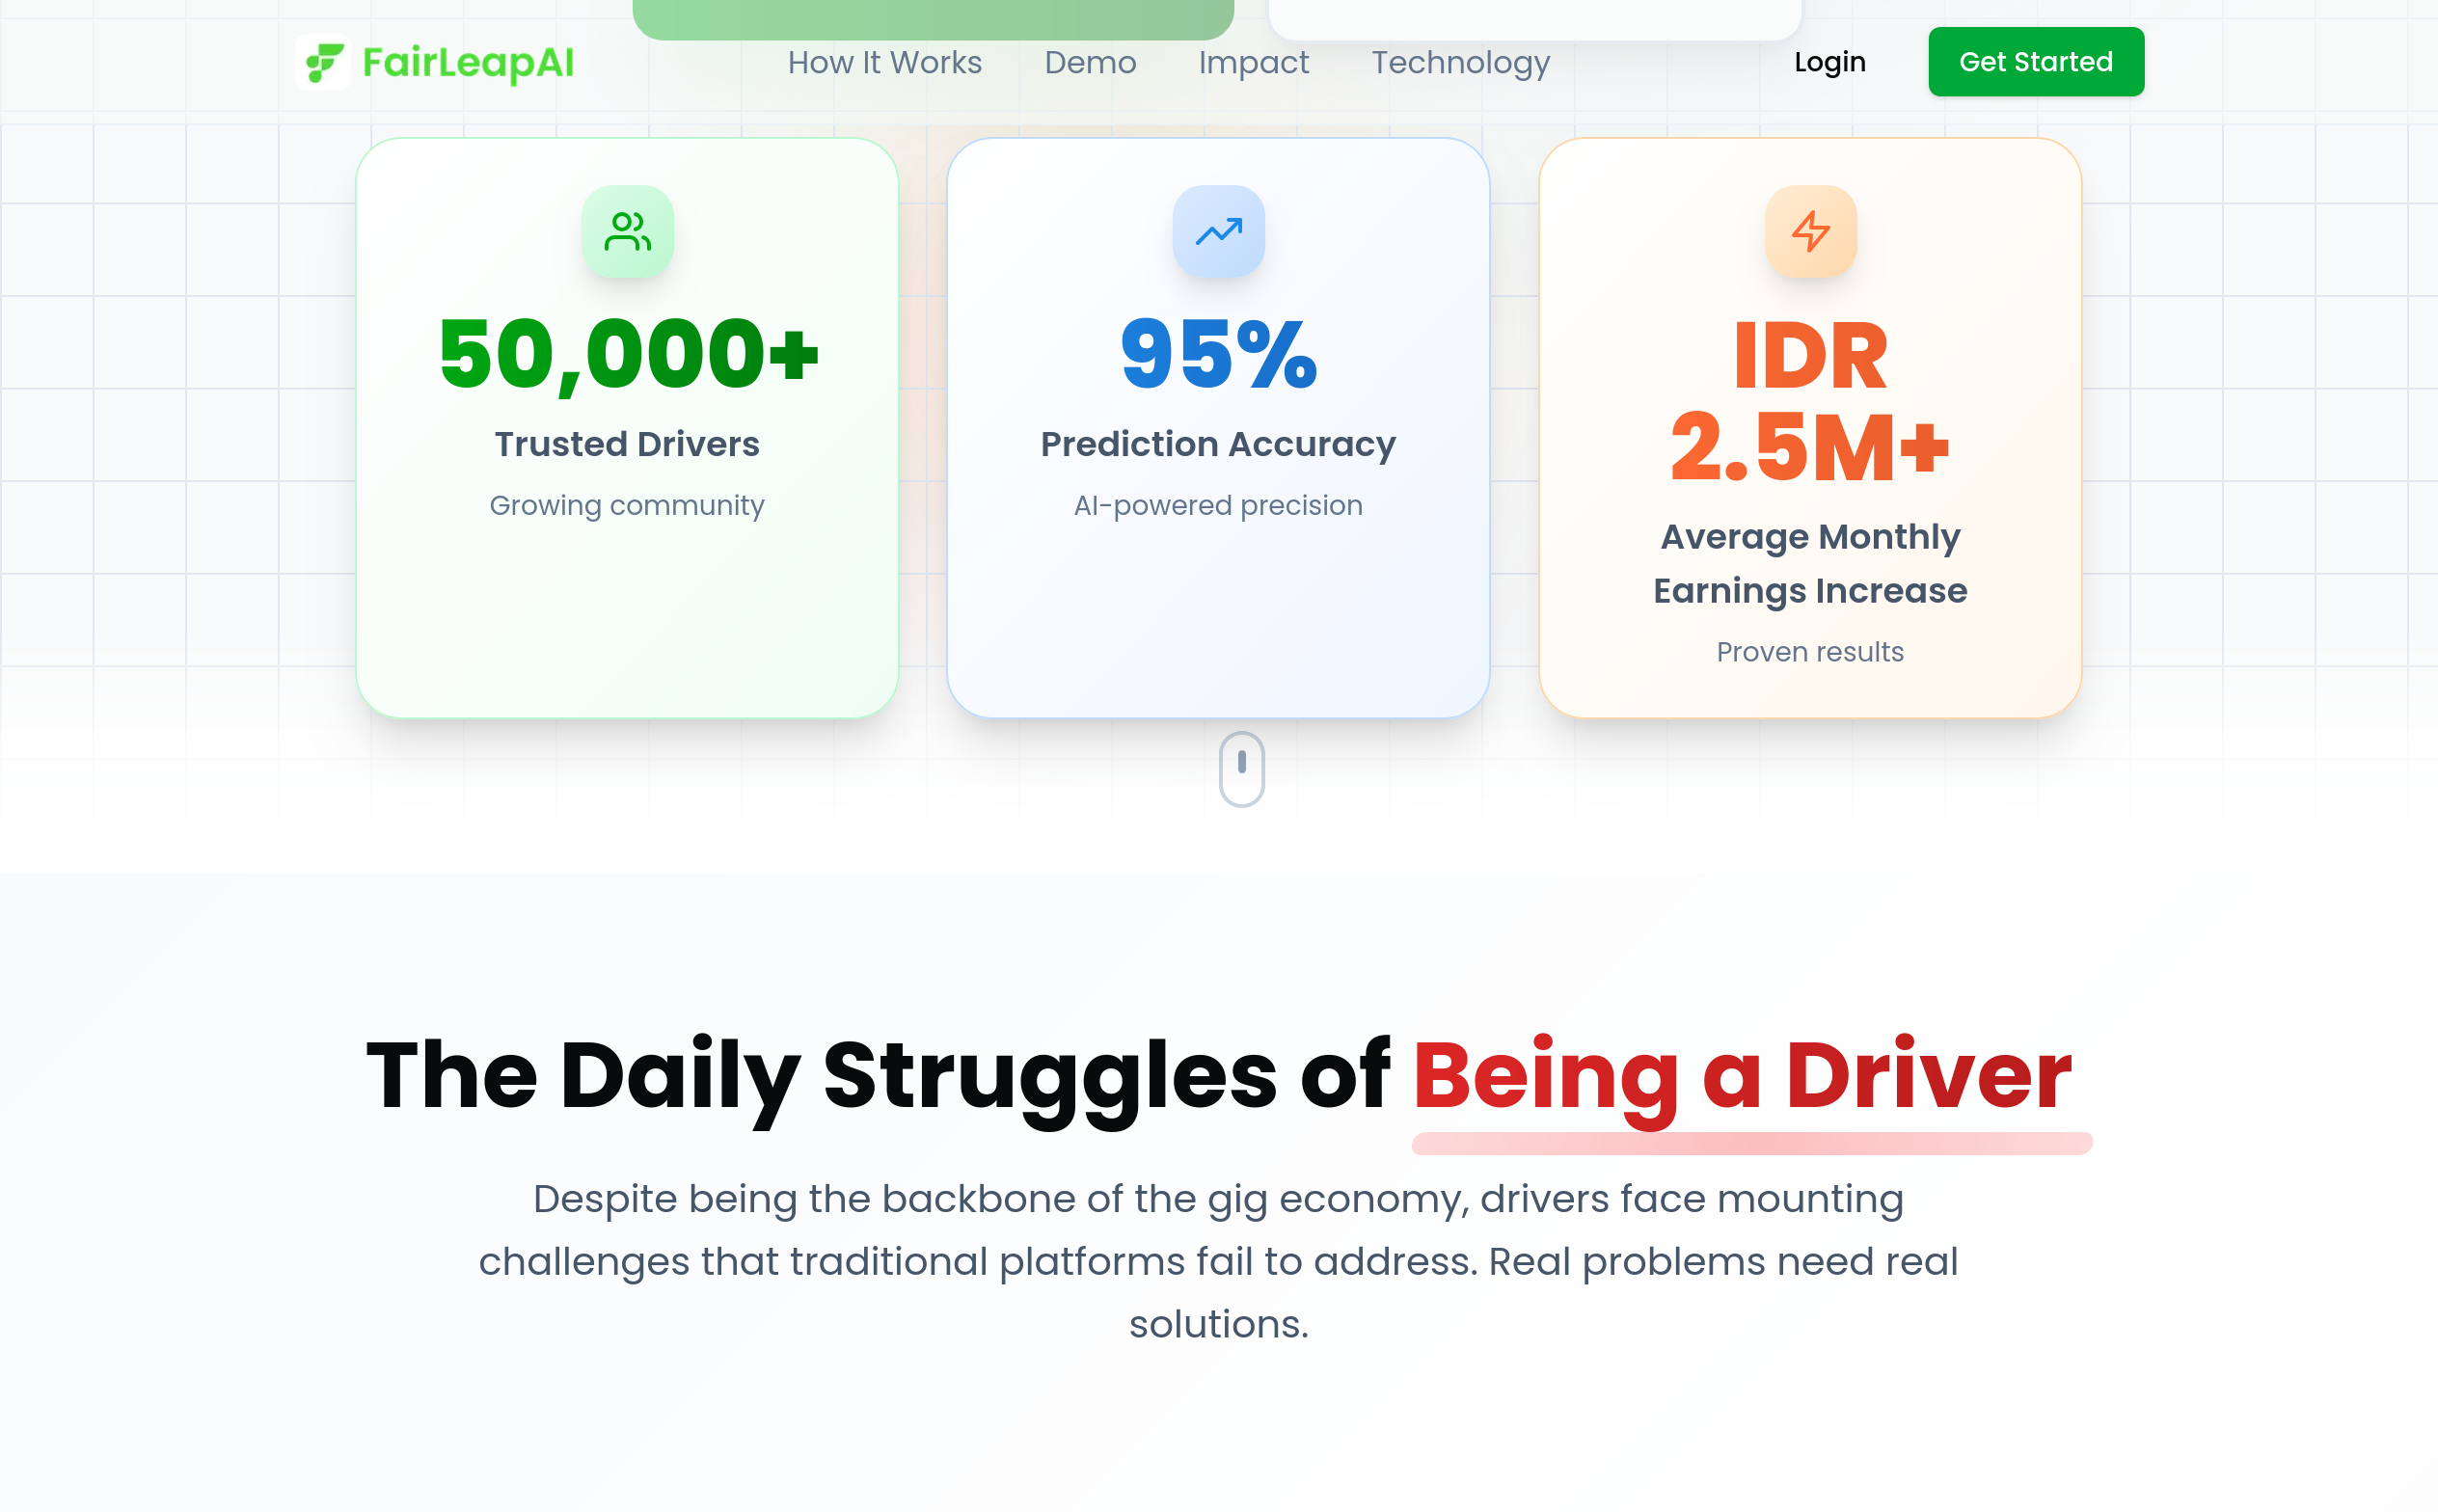 FairLeapAI
How It Works
Demo
Impact
Technology
Login
Get Started
50,000+
Trusted Drivers
Growing community
95%
Prediction Accuracy
AI-powered precision
IDR
2.5M+
Average Monthly
Earnings Increase
Proven results
The Daily Struggles of Being a Driver
Despite being the backbone of the gig economy, drivers face mounting
challenges that traditional platforms fail to address. Real problems need real
solutions.